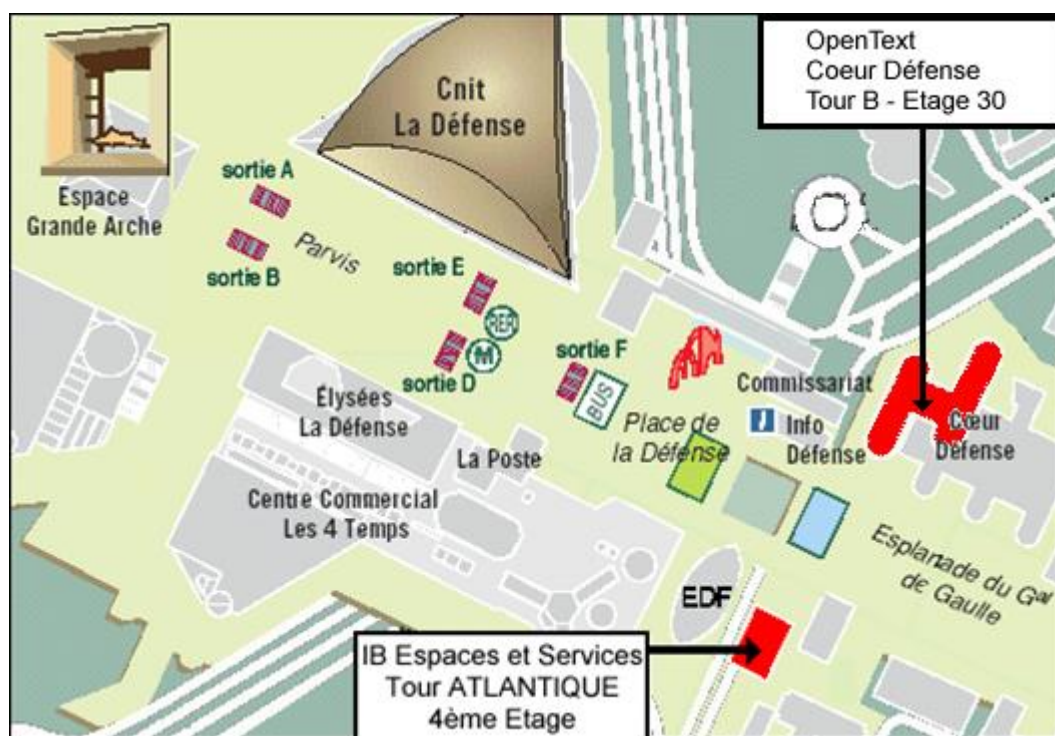 OpenText
Coeur Défense
Tour B - Etage 30
Cnit
La Défense
Espace
Grande Arche
sortie A
sortie B
Parvis
sortie E
RER
M
sortie D
sortie F
BUS
Commissariat
Place de
la Défense
i Info
Défense
Cœur
Défense
Élysées
La Défense
La Poste
Centre Commercial
Les 4 Temps
Esplanade du Gal
de Gaulle
EDF
IB Espaces et Services
Tour ATLANTIQUE
4ème Etage